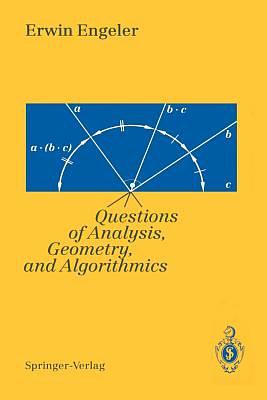 Erwin Engeler
a
b · c
b
a · (b · c)
c
Questions
of Analysis,
Geometry,
and Algorithmics
Springer-Verlag